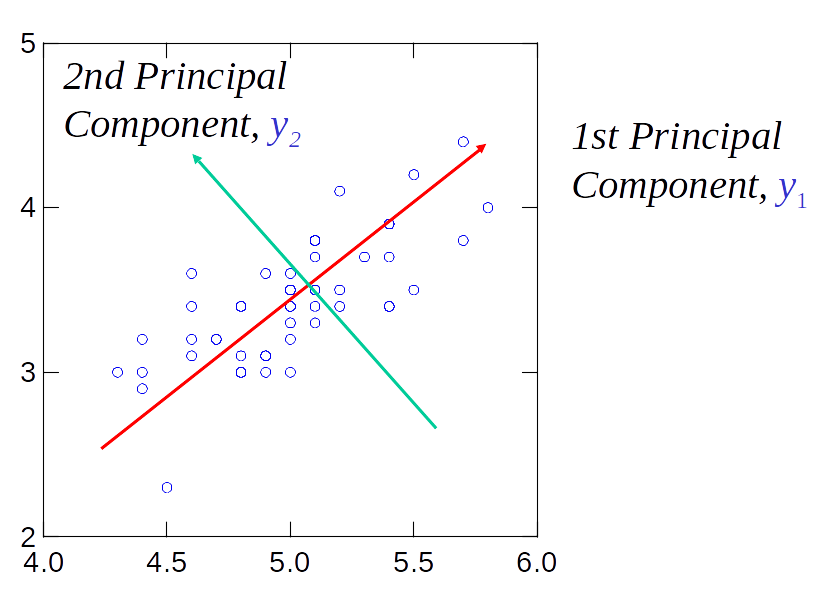 5
2nd Principal
Component, y2
1st Principal
Component, y1
4
3
2
4.0 4.5 5.0 5.5 6.0